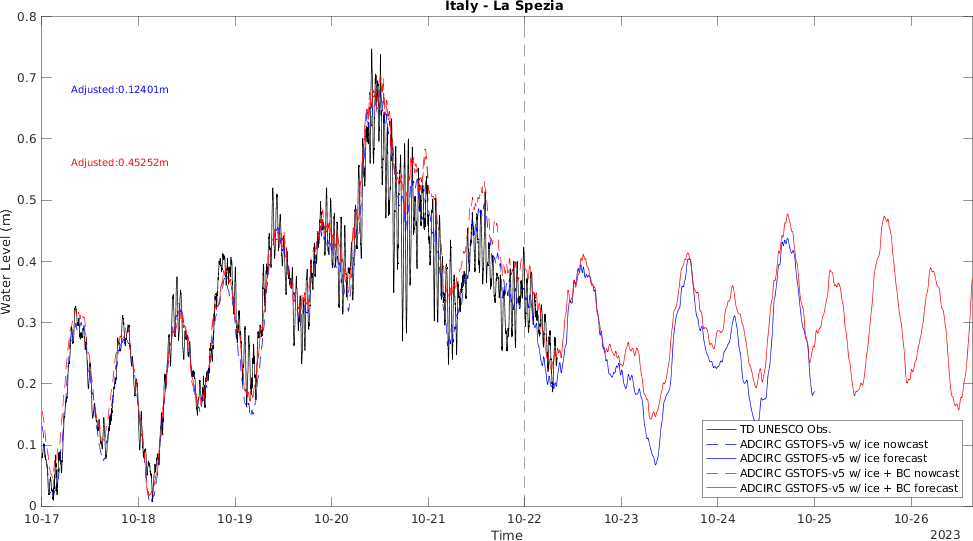 Italy - La Spezia
0.8
0.7
0.6
0.5
0.4
0.3
0.2
0.1
0
Water Level (m)
Adjusted:0.12401m
Adjusted:0.45252m
TD UNESCO Obs.
ADCIRC GSTOFS-v5 w/ ice nowcast
ADCIRC GSTOFS-v5 w/ ice forecast
ADCIRC GSTOFS-v5 w/ ice + BC nowcast
ADCIRC GSTOFS-v5 w/ ice + BC forecast
10-17 10-18 10-19 10-20 10-21 10-22 10-23 10-24 10-25 10-26
Time
2023